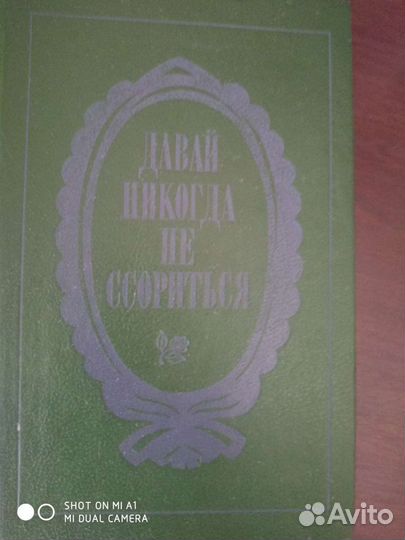 ДАВАЙ
НИКОГДА
НЕ
ССОРИТЬСЯ
SHOT ON MI A1
MI DUAL CAMERA
Avito